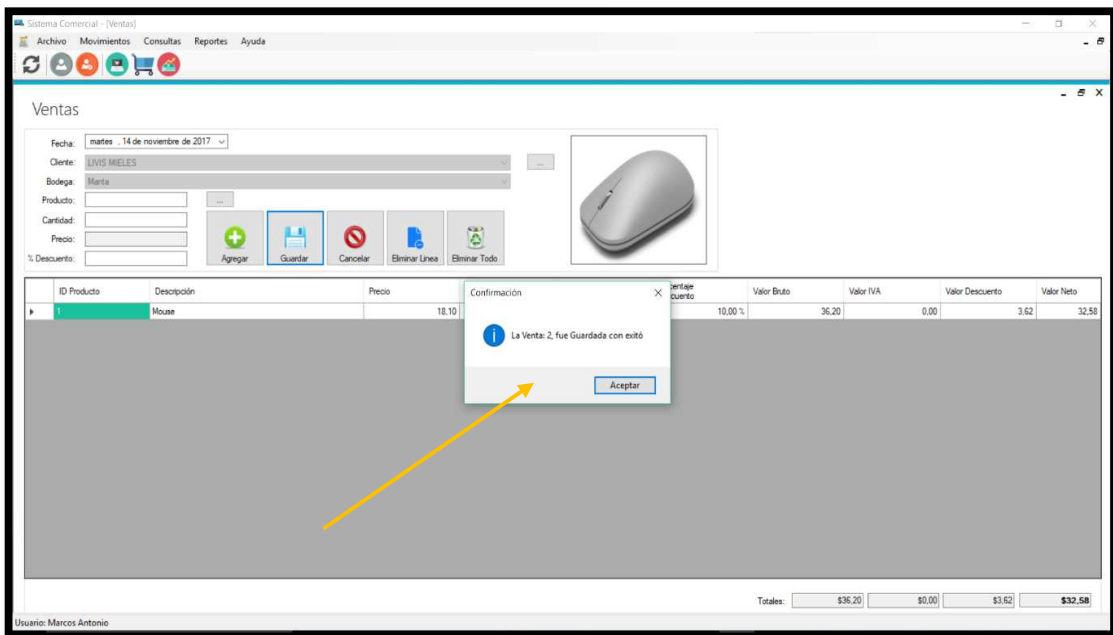 Sistema Comercial - [Ventas]
Archivo Movimientos Consultas Reportes Ayuda
Ventas
Fecha: martes , 14 de noviembre de 2017
Cliente: LIVIS MIELES ...
Bodega: Manta
Producto: ...
Cantidad:
Precio:
% Descuento:
Agregar Guardar Cancelar Eliminar Linea Eliminar Todo
ID Producto Descripción Precio Valor Bruto Valor IVA Valor Descuento Valor Neto
1 Mouse 18,10 10,00 % 36,20 0,00 3,62 32,58
Confirmación
La Venta: 2, fue Guardada con exitó
Aceptar
Totales: $36,20 $0,00 $3,62 $32,58
Usuario: Marcos Antonio